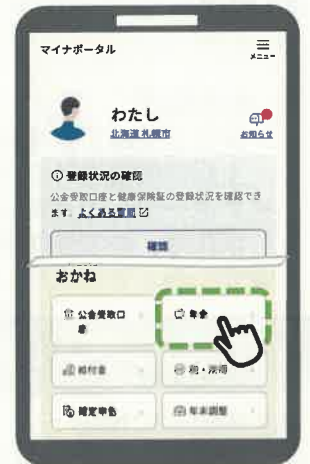 マイナポータル
メニュー
わたし
北海道 札幌市
お知らせ
登録状況の確認
公金受取口座と健康保険証の登録状況を確認でき
ます。よくある質問
確認
おかね
公金受取口
座
年金
給付金
税・所得
確定申告
年末調整